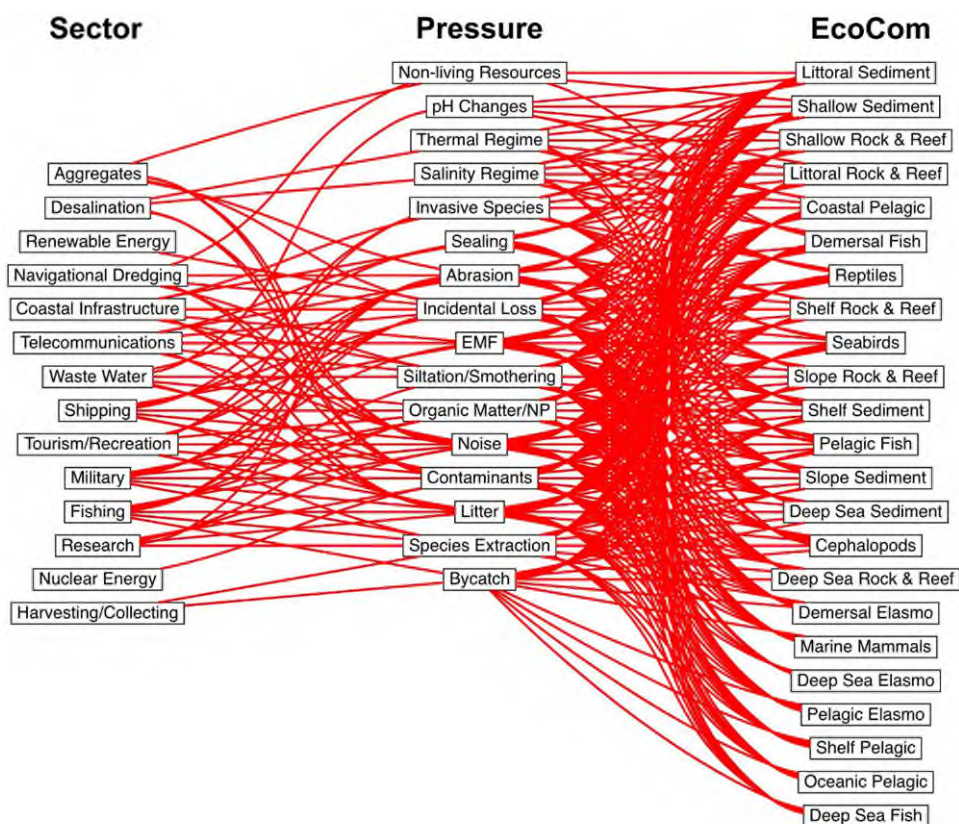 Sector
Pressure
EcoCom
Aggregates
Desalination
Renewable Energy
Navigational Dredging
Coastal Infrastructure
Telecommunications
Waste Water
Shipping
Tourism/Recreation
Military
Fishing
Research
Nuclear Energy
Harvesting/Collecting
Non-living Resources
pH Changes
Thermal Regime
Salinity Regime
Invasive Species
Sealing
Abrasion
Incidental Loss
EMF
Siltation/Smothering
Organic Matter/NP
Noise
Contaminants
Litter
Species Extraction
Bycatch
Littoral Sediment
Shallow Sediment
Shallow Rock & Reef
Littoral Rock & Reef
Coastal Pelagic
Demersal Fish
Reptiles
Shelf Rock & Reef
Seabirds
Slope Rock & Reef
Shelf Sediment
Pelagic Fish
Slope Sediment
Deep Sea Sediment
Cephalopods
Deep Sea Rock & Reef
Demersal Elasmo
Marine Mammals
Deep Sea Elasmo
Pelagic Elasmo
Shelf Pelagic
Oceanic Pelagic
Deep Sea Fish